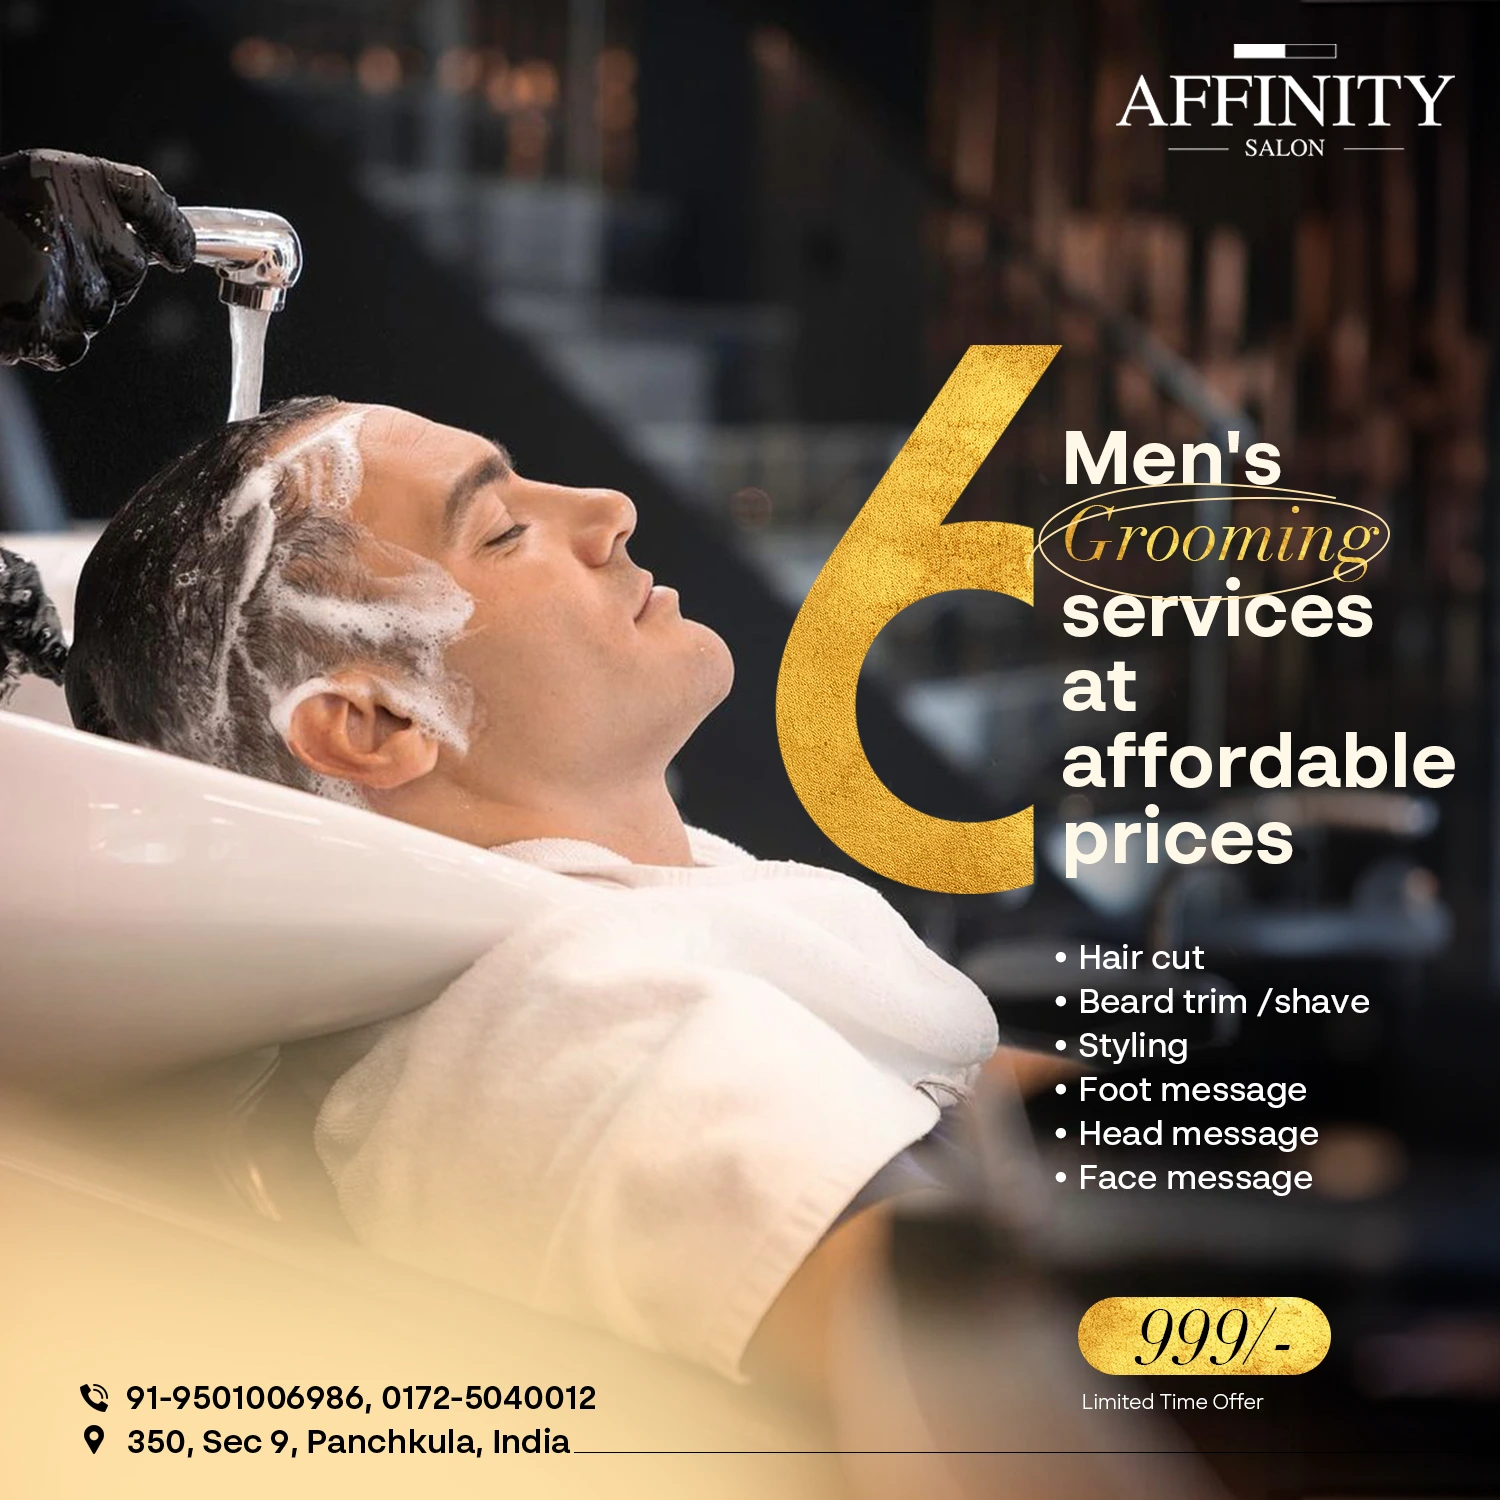 AFFINITY
SALON
6
Men's
Grooming
services
at
affordable
prices
• Hair cut
• Beard trim /shave
• Styling
• Foot message
• Head message
• Face message
999/-
Limited Time Offer
91-9501006986, 0172-5040012
350, Sec 9, Panchkula, India